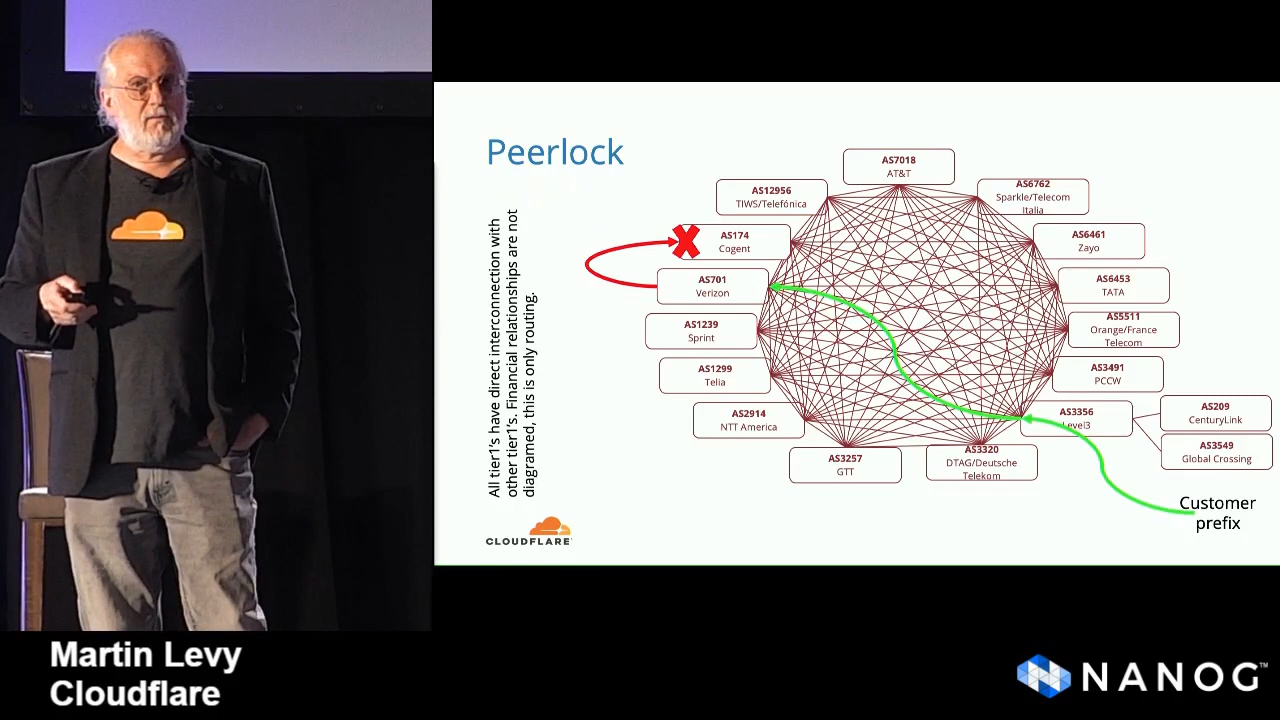 Peerlock
All tier1's have direct interconnection with
other tier1's. Financial relationships are not
diagramed, this is only routing.
AS7018
AT&T
AS12956
TIWS/Telefónica
AS6762
Sparkle/Telecom
Italia
AS174
Cogent
AS6461
Zayo
AS701
Verizon
AS6453
TATA
AS1239
Sprint
AS5511
Orange/France
Telecom
AS1299
Telia
AS3491
PCCW
AS2914
NTT America
AS3356
Level3
AS209
CenturyLink
AS3549
Global Crossing
AS3257
GTT
AS3320
DTAG/Deutsche
Telekom
Customer
prefix
CLOUDFLARE
Martin Levy
Cloudflare
NANOG™